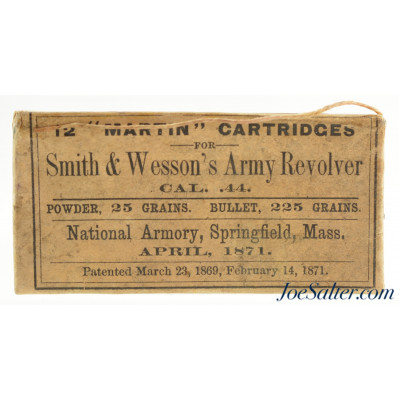 12 "MARTIN" CARTRIDGES
FOR
Smith & Wesson's Army Revolver
CAL. .44.
POWDER, 25 GRAINS. BULLET, 225 GRAINS.
National Armory, Springfield, Mass.
APRIL, 1871.
Patented March 23, 1869, February 14, 1871.
JoeSalter.com